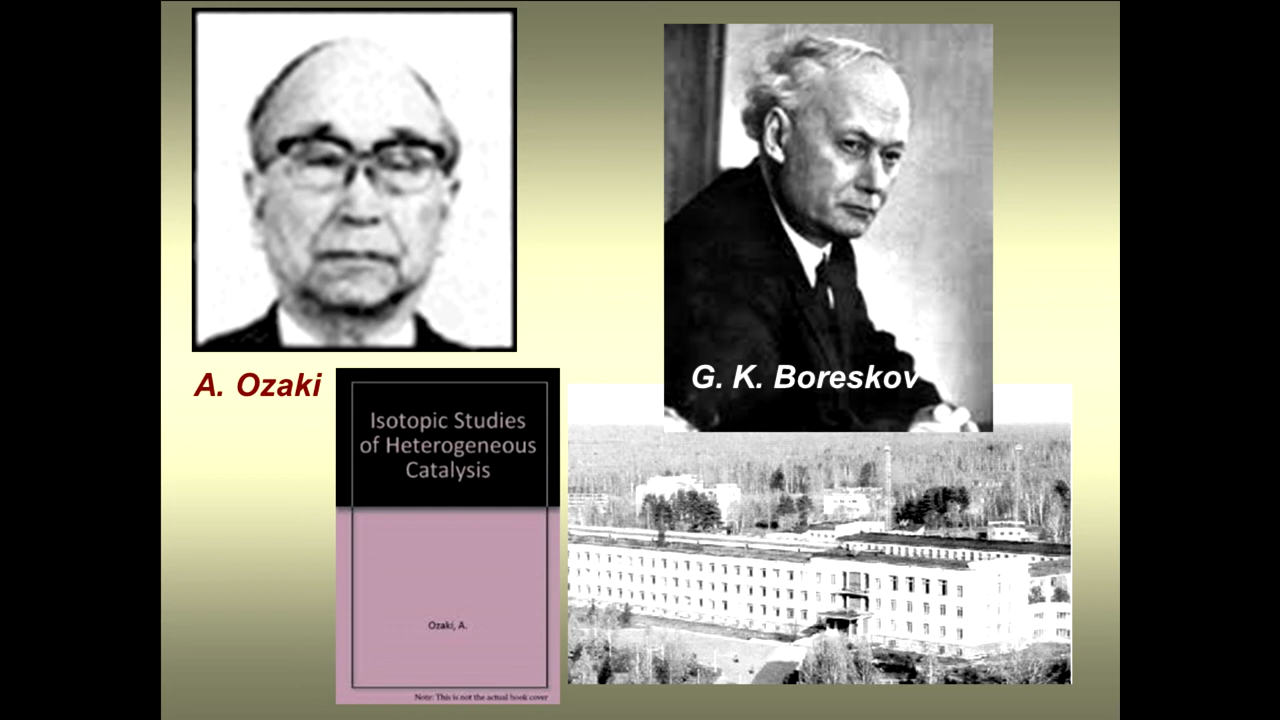 A. Ozaki
G. K. Boreskov
Isotopic Studies
of Heterogeneous
Catalysis
Ozaki, A.
Note: This is not the actual book cover